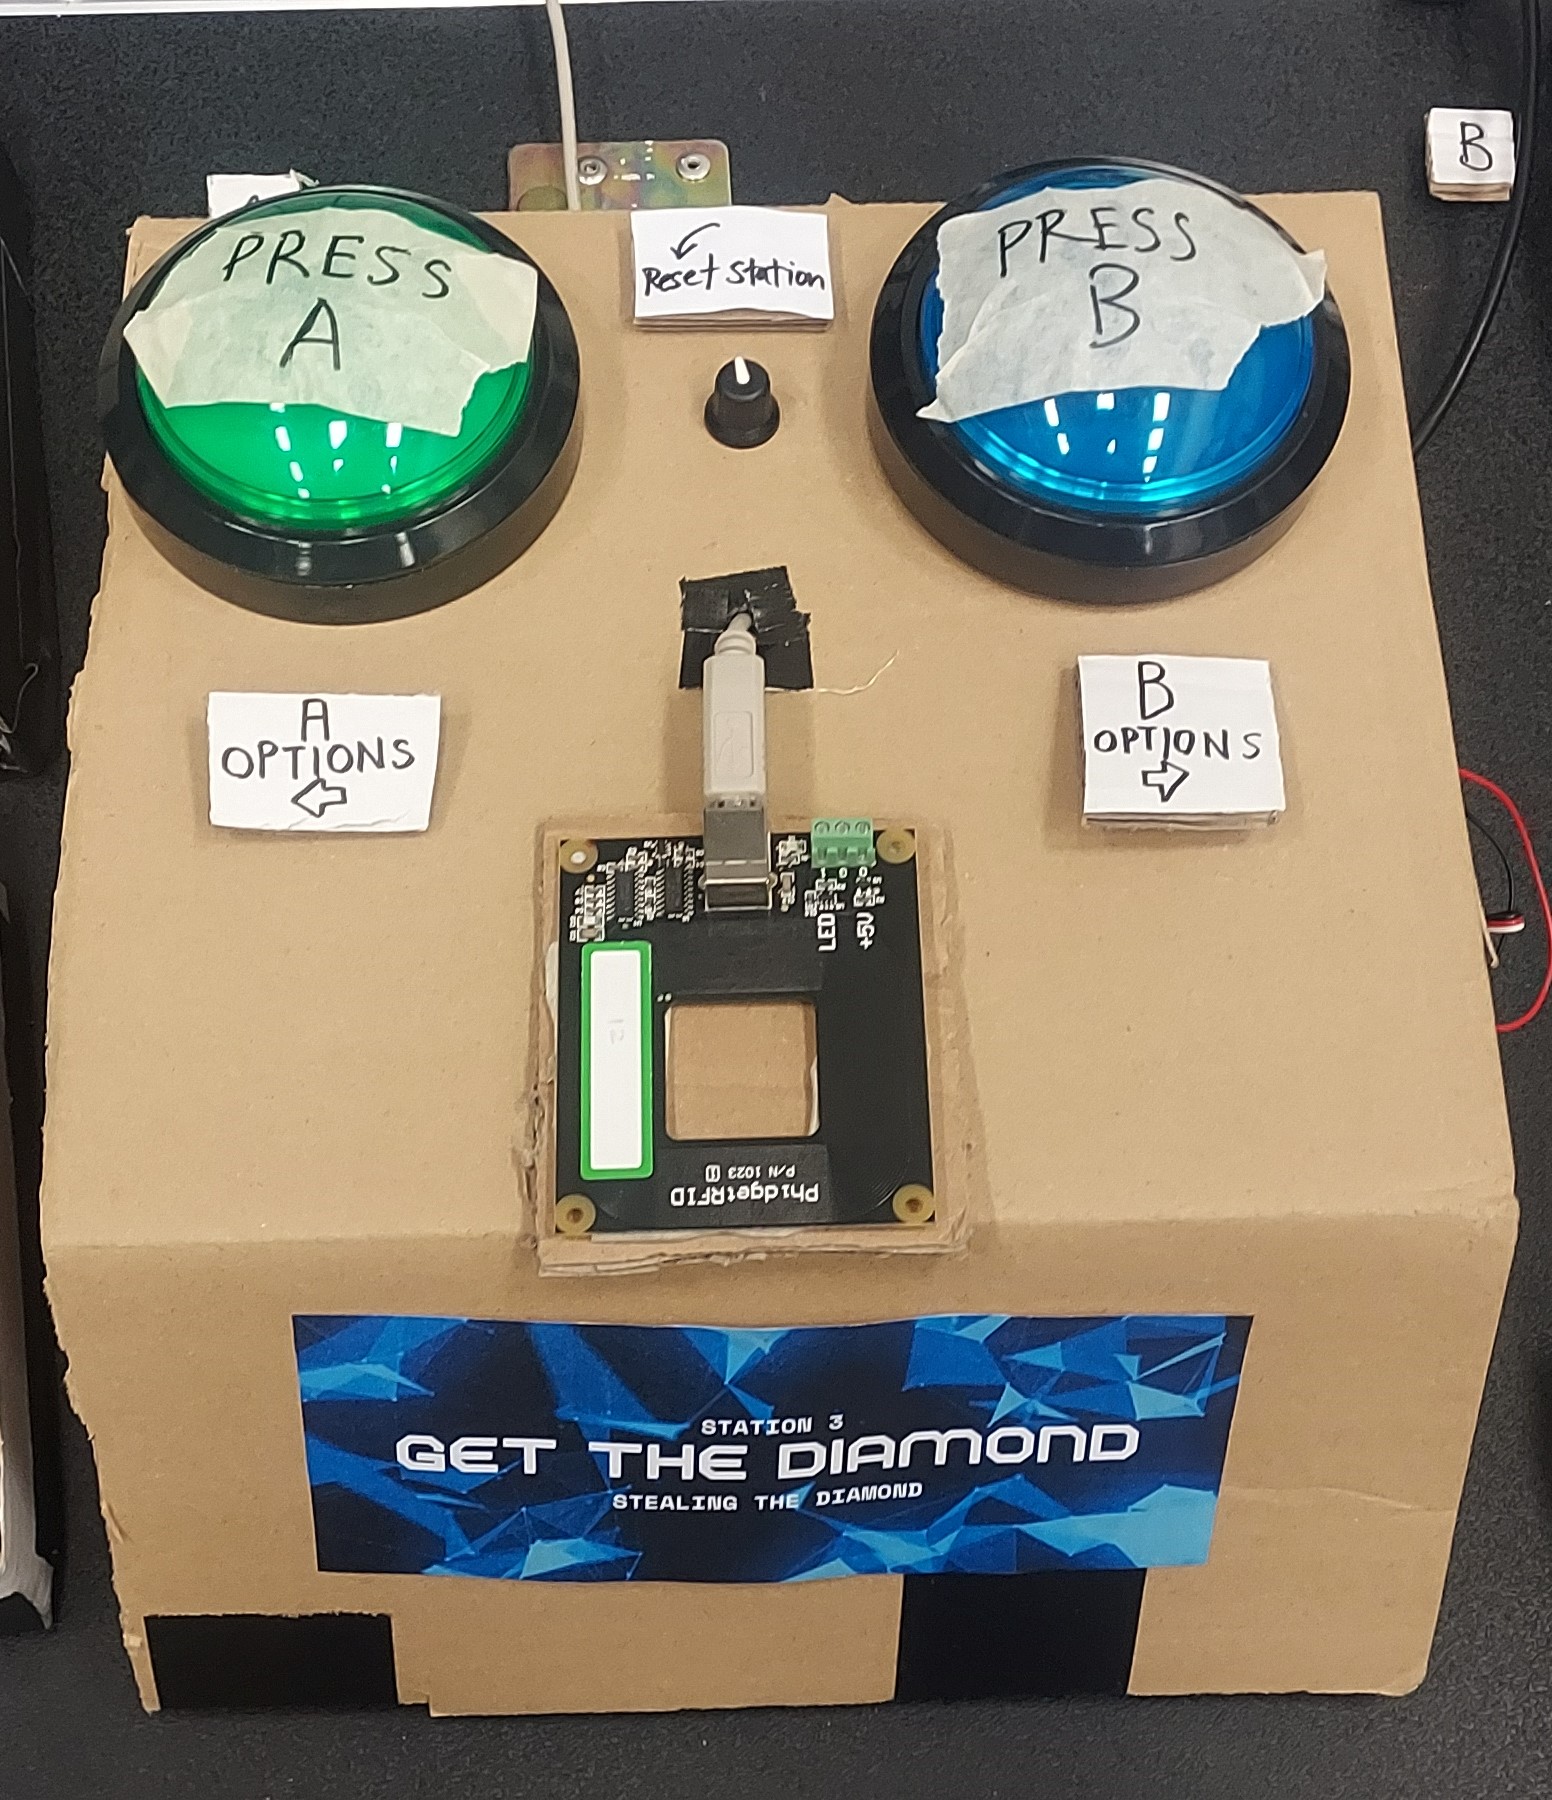 B
PRESS
A
Reset Station
PRESS
B
A
OPTIONS
B
OPTIONS
LED
+5V
12
PhidgetRFID
P/N 1023
STATION 3
GET THE DIAMOND
STEALING THE DIAMOND